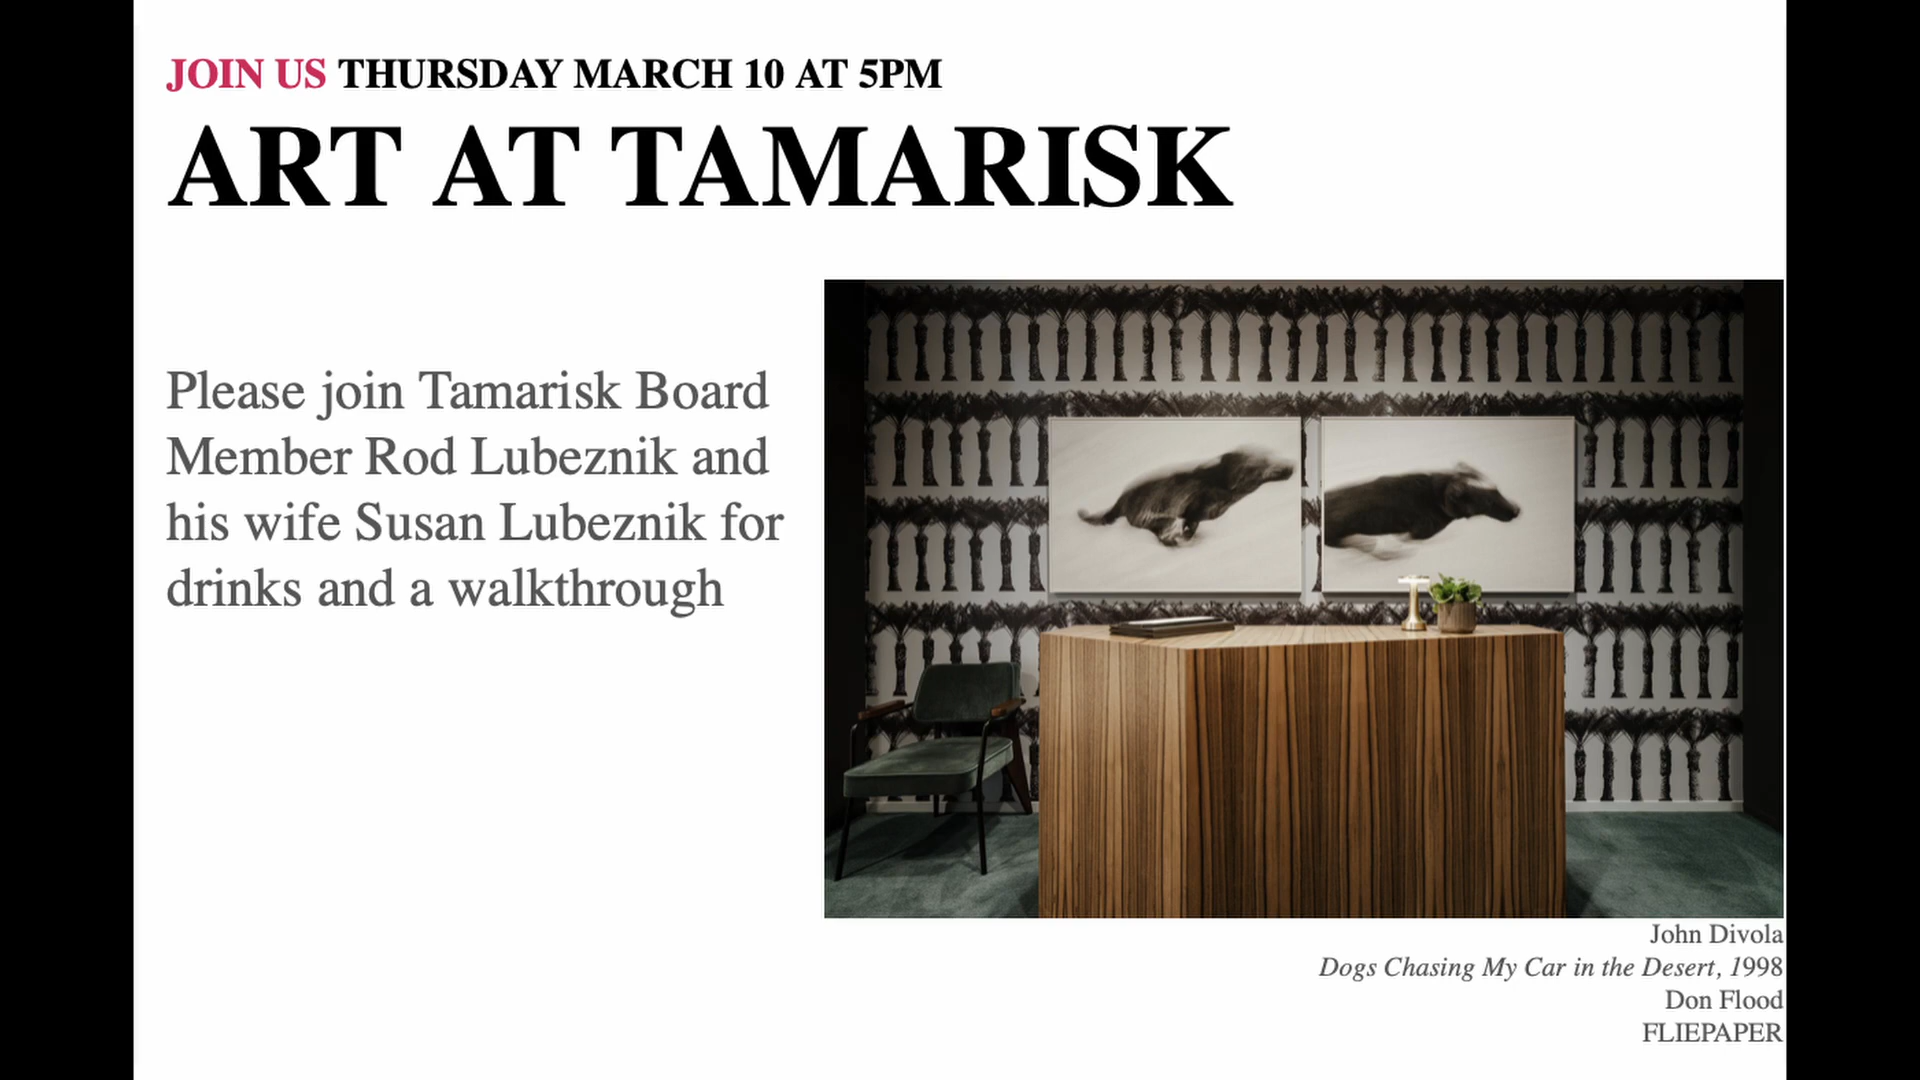 JOIN US THURSDAY MARCH 10 AT 5PM
ART AT TAMARISK
Please join Tamarisk Board
Member Rod Lubeznik and
his wife Susan Lubeznik for
drinks and a walkthrough
John Divola
Dogs Chasing My Car in the Desert, 1998
Don Flood
FLIEPAPER